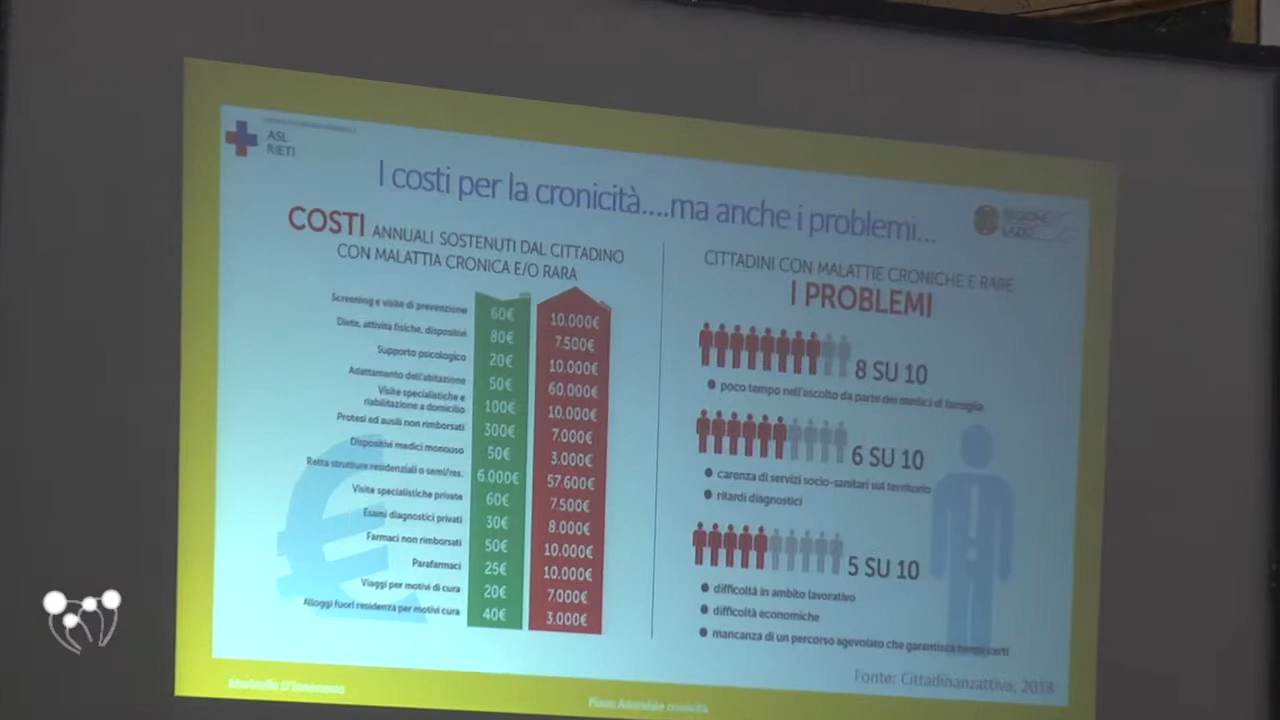 ASL
RIETI
I costi per la cronicità....ma anche i problemi...
REGIONE
LAZIO
COSTI ANNUALI SOSTENUTI DAL CITTADINO
CON MALATTIA CRONICA E/O RARA
Screening e visite di prevenzione 60€ 10.000€
Diete, attività fisiche, dispositivi 80€ 7.500€
Supporto psicologico 20€ 10.000€
Adattamento dell'abitazione 50€ 60.000€
Visite specialistiche e
riabilitazione a domicilio 100€ 10.000€
Protesi ed ausili non rimborsati 300€ 7.000€
Dispositivi medici monouso 50€ 3.000€
Retta strutture residenziali o semi/res. 6.000€ 57.600€
Visite specialistiche private 60€ 7.500€
Esami diagnostici privati 30€ 8.000€
Farmaci non rimborsati 50€ 10.000€
Parafarmaci 25€ 10.000€
Viaggi per motivi di cura 20€ 7.000€
Alloggi fuori residenza per motivi cura 40€ 3.000€
CITTADINI CON MALATTIE CRONICHE E RARE
I PROBLEMI
8 SU 10
poco tempo nell'ascolto da parte dei medici di famiglia
6 SU 10
carenza di servizi socio-sanitari sul territorio
ritardi diagnostici
5 SU 10
difficoltà in ambito lavorativo
difficoltà economiche
mancanza di un percorso agevolato che garantisca tempi certi
Fonte: Cittadinanzattiva, 2018